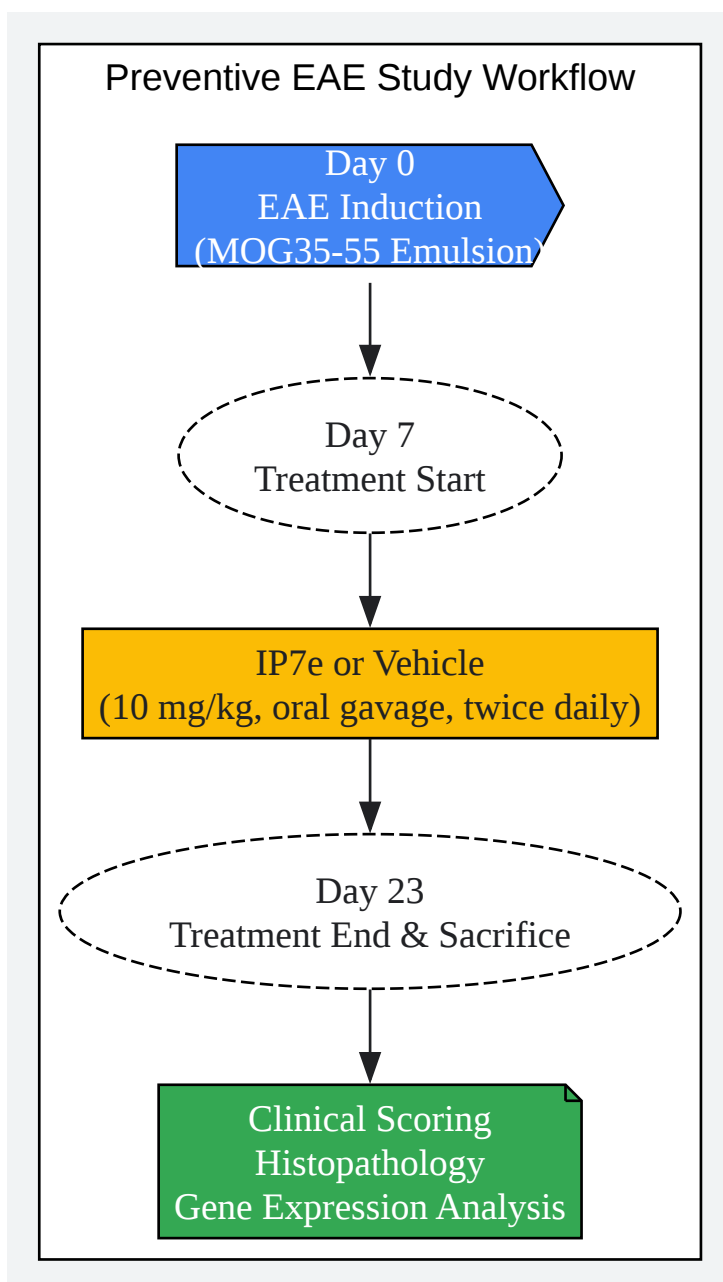 Preventive EAE Study Workflow
Day 0
EAE Induction
(MOG35-55 Emulsion)
Day 7
Treatment Start
IP7e or Vehicle
(10 mg/kg, oral gavage, twice daily)
Day 23
Treatment End & Sacrifice
Clinical Scoring
Histopathology
Gene Expression Analysis